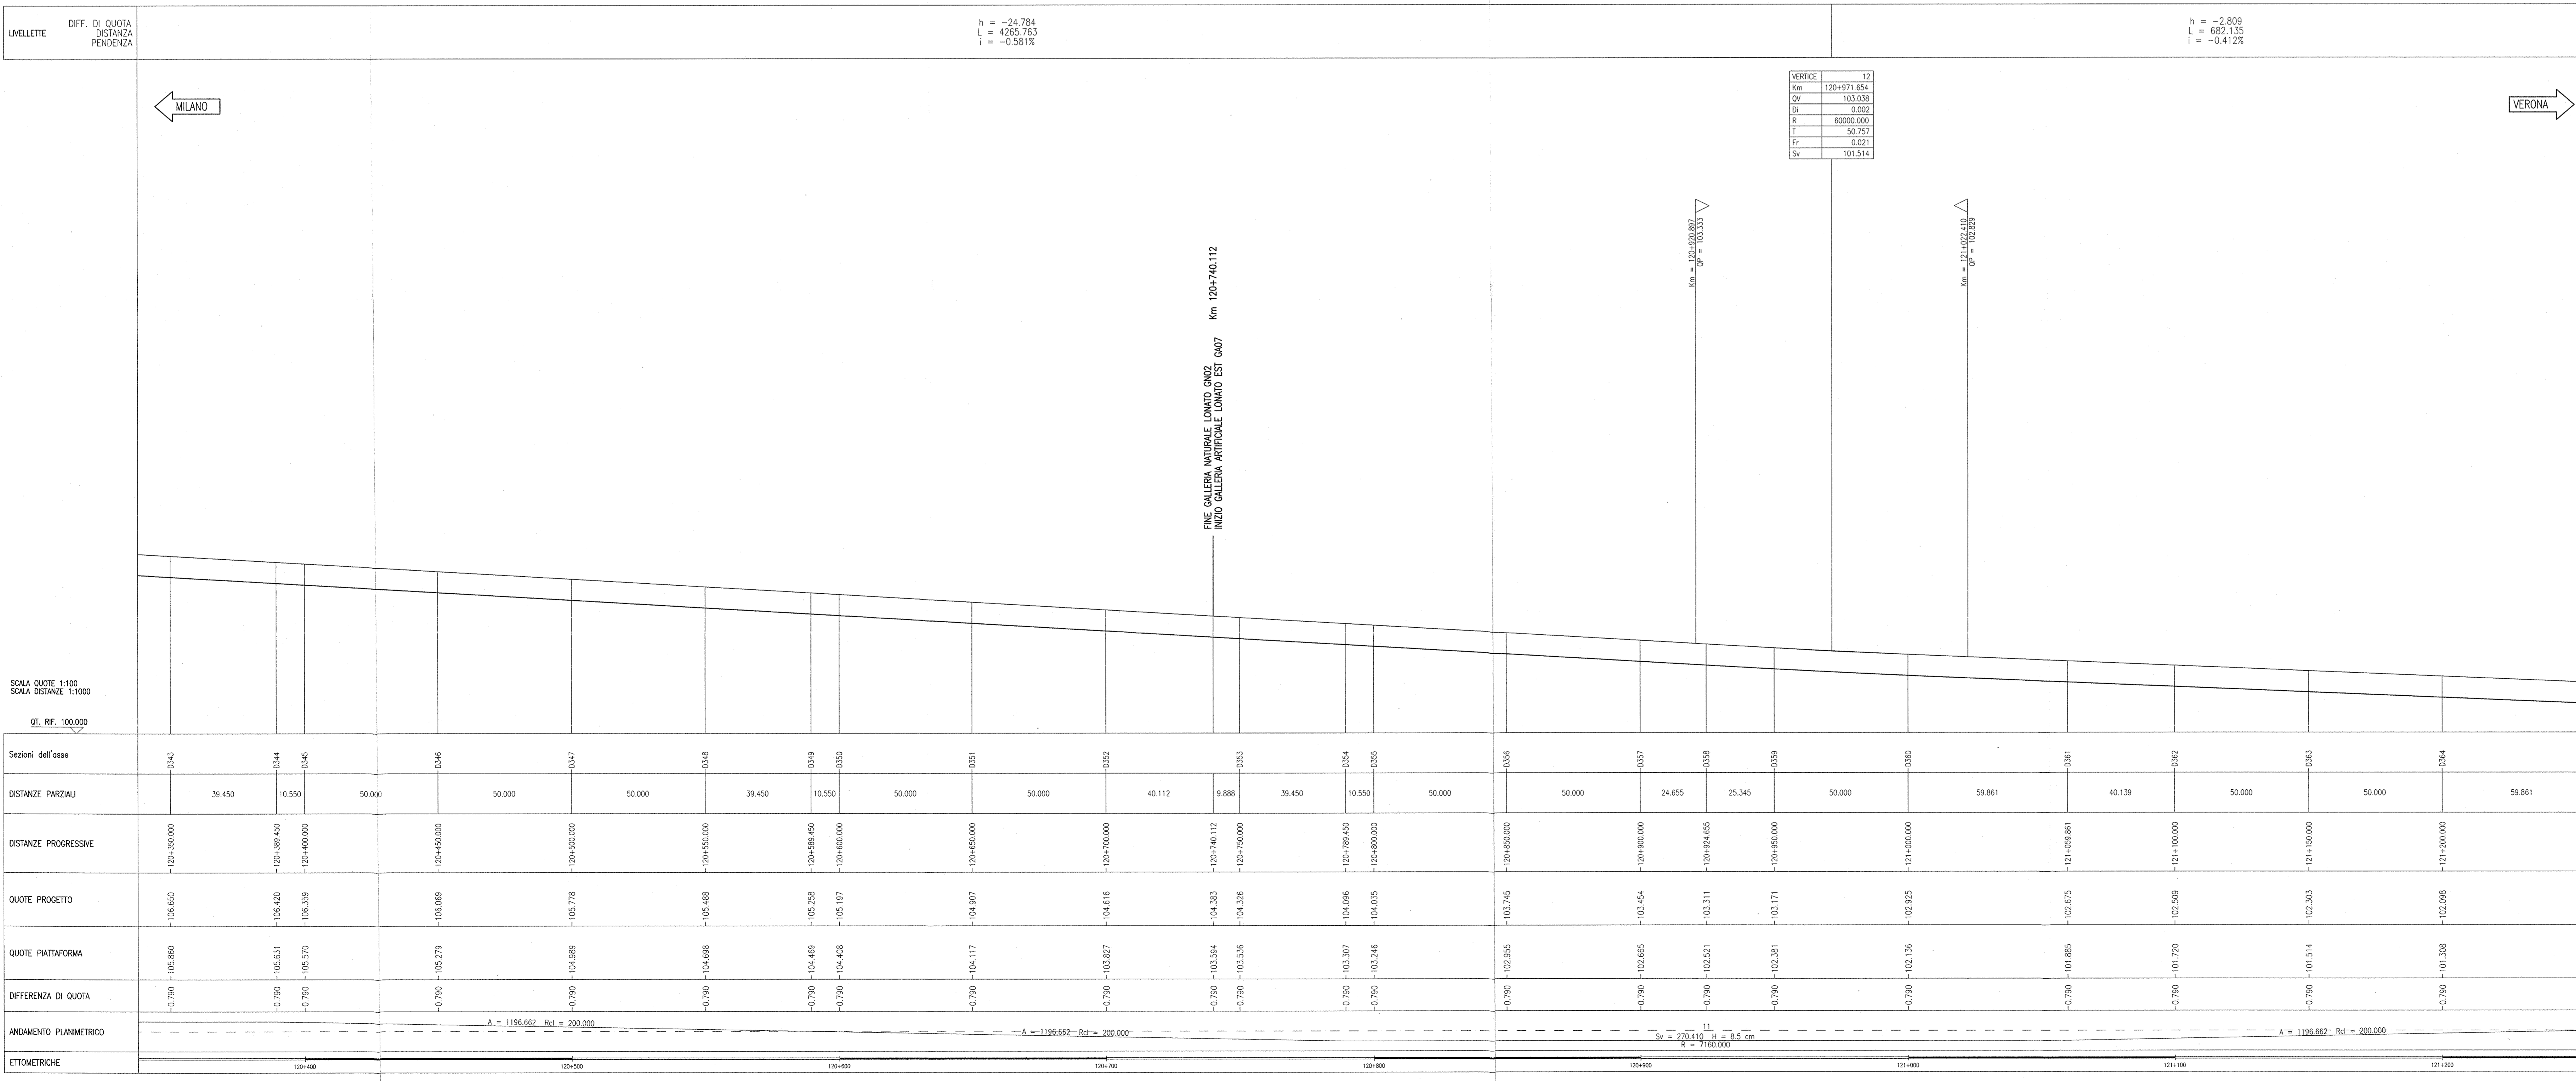 LIVELLETTE
DIFF. DI QUOTA
DISTANZA
PENDENZA
h = -24.784
L = 4265.763
i = -0.581%
h = -2.809
L = 682.135
i = -0.412%
MILANO
VERONA
VERTICE 12
Km 120+971.654
QV 103.038
Di 0.002
R 60000.000
T 50.757
Fr 0.021
Sv 101.514
Km = 120+920.897
QP = 103.333
Km = 121+022.410
QP = 102.829
FINE GALLERIA NATURALE LONATO GN02
INIZIO GALLERIA ARTIFICIALE LONATO EST GA07 Km 120+740.112
SCALA QUOTE 1:100
SCALA DISTANZE 1:1000
QT. RIF. 100.000
Sezioni dell'asse D343 D344 D345 D346 D347 D348 D349 D350 D351 D352 D353 D354 D355 D356 D357 D358 D359 D360 D361 D362 D363 D364
DISTANZE PARZIALI 39.450 10.550 50.000 50.000 50.000 39.450 10.550 50.000 50.000 40.112 9.888 39.450 10.550 50.000 50.000 24.655 25.345 50.000 59.861 40.139 50.000 50.000 59.861
DISTANZE PROGRESSIVE 120+350.000 120+389.450 120+400.000 120+450.000 120+500.000 120+550.000 120+589.450 120+600.000 120+650.000 120+700.000 120+740.112 120+750.000 120+789.450 120+800.000 120+850.000 120+900.000 120+924.655 120+950.000 121+000.000 121+059.861 121+100.000 121+150.000 121+200.000
QUOTE PROGETTO 106.650 106.420 106.359 106.069 105.778 105.488 105.258 105.197 104.907 104.616 104.383 104.326 104.096 104.035 103.745 103.454 103.311 103.171 102.925 102.675 102.509 102.303 102.098
QUOTE PIATTAFORMA 105.860 105.631 105.570 105.279 104.989 104.698 104.469 104.408 104.117 103.827 103.594 103.536 103.307 103.246 102.955 102.665 102.521 102.381 102.136 101.885 101.720 101.514 101.308
DIFFERENZA DI QUOTA 0.790 0.790 0.790 0.790 0.790 0.790 0.790 0.790 0.790 0.790 0.790 0.790 0.790 0.790 0.790 0.790 0.790 0.790 0.790 0.790 0.790 0.790 0.790
ANDAMENTO PLANIMETRICO
A = 1196.662 Rcl = 200.000
A = 1196.662 Rcl = 200.000
11
Sv = 270.410 H = 8.5 cm
R = 7160.000
A = 1196.662 Rcl = 200.000
ETTOMETRICHE 120+400 120+500 120+600 120+700 120+800 120+900 121+000 121+100 121+200